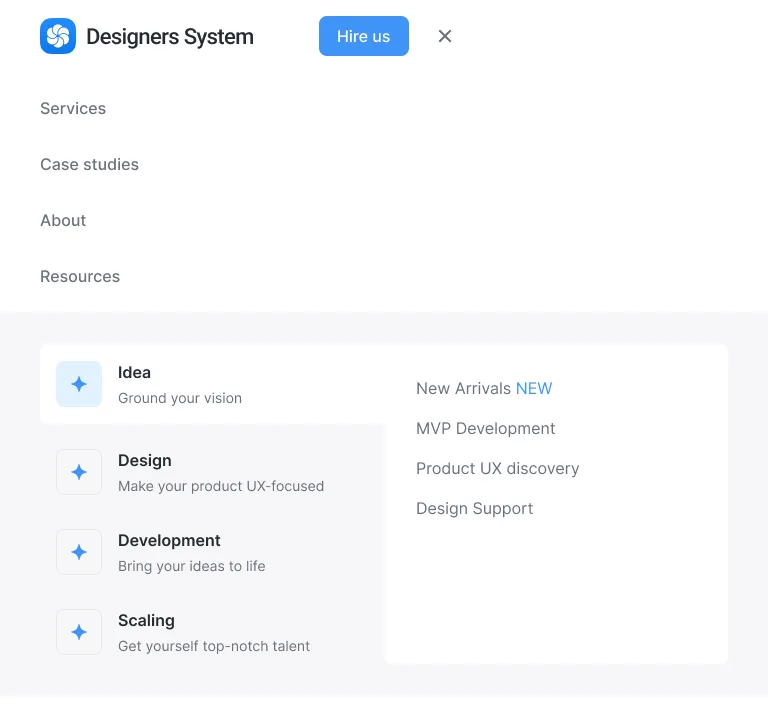 Designers System
Hire us
Services
Case studies
About
Resources
Idea
Ground your vision
Design
Make your product UX-focused
Development
Bring your ideas to life
Scaling
Get yourself top-notch talent
New Arrivals NEW
MVP Development
Product UX discovery
Design Support